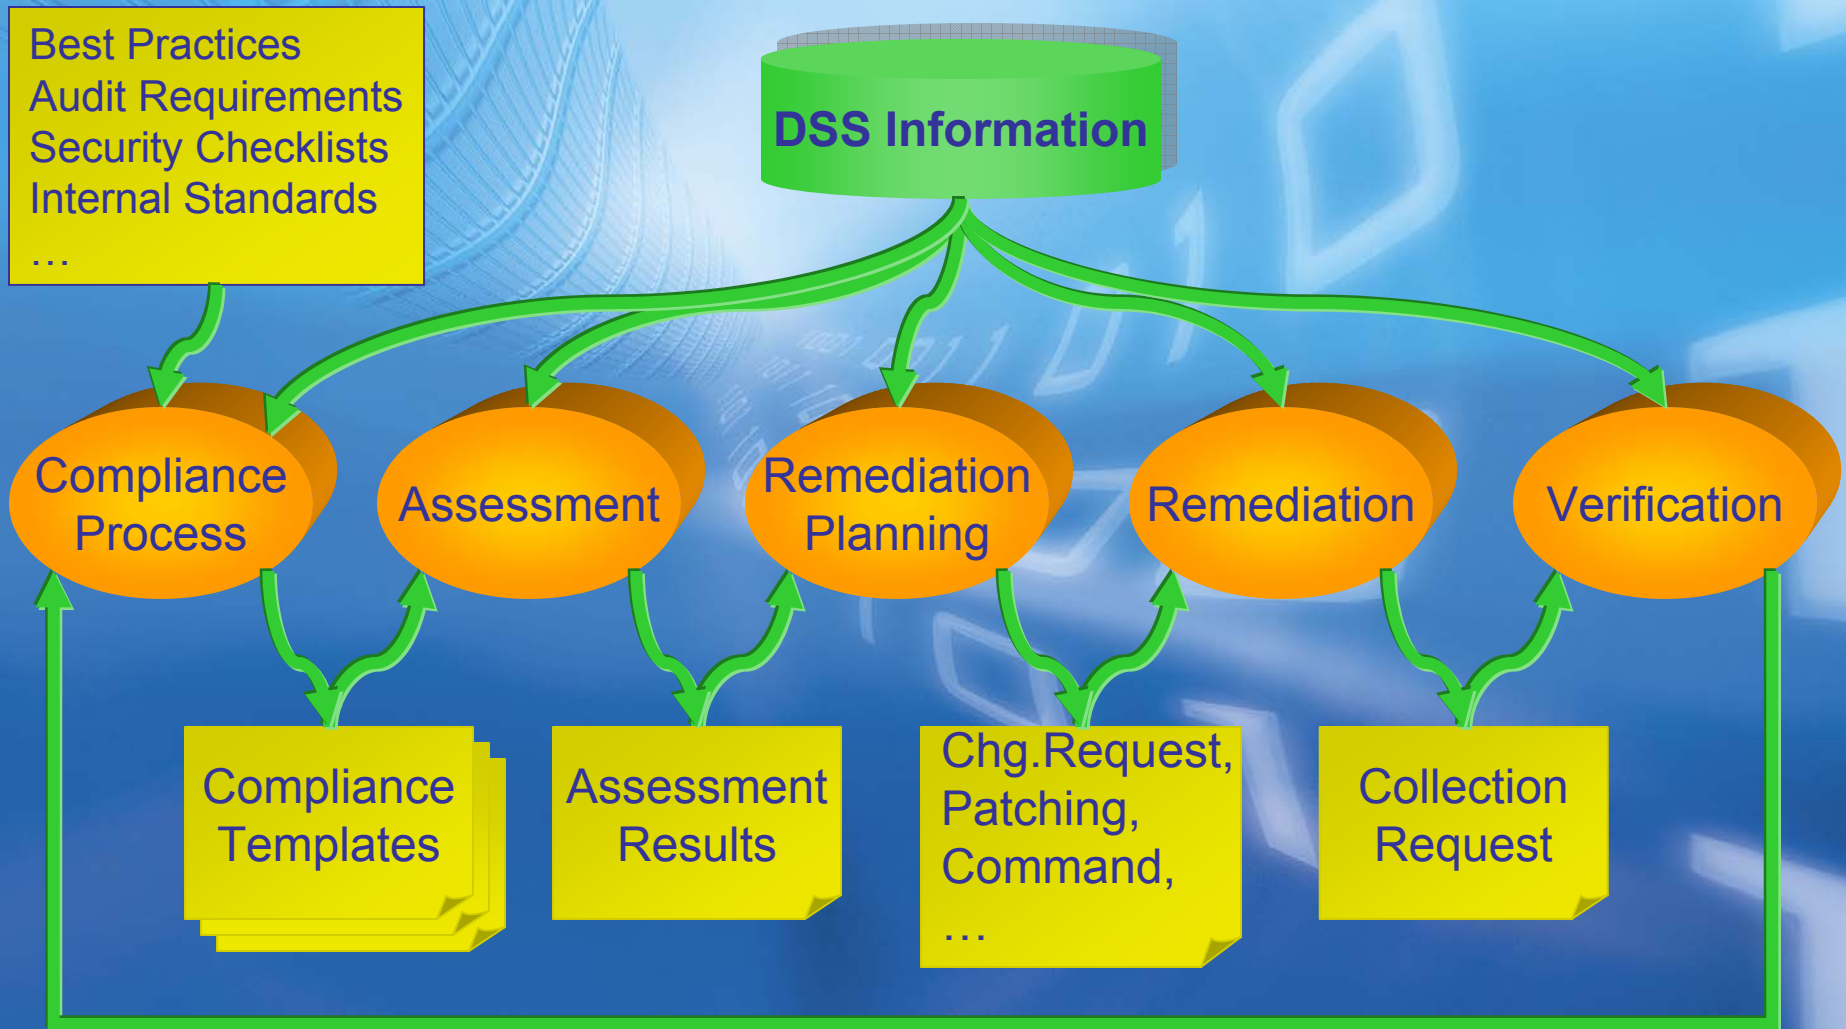 Best Practices
Audit Requirements
Security Checklists
Internal Standards
…
DSS Information
Compliance
Process
Assessment
Remediation
Planning
Remediation
Verification
Compliance
Templates
Assessment
Results
Chg.Request,
Patching,
Command,
…
Collection
Request